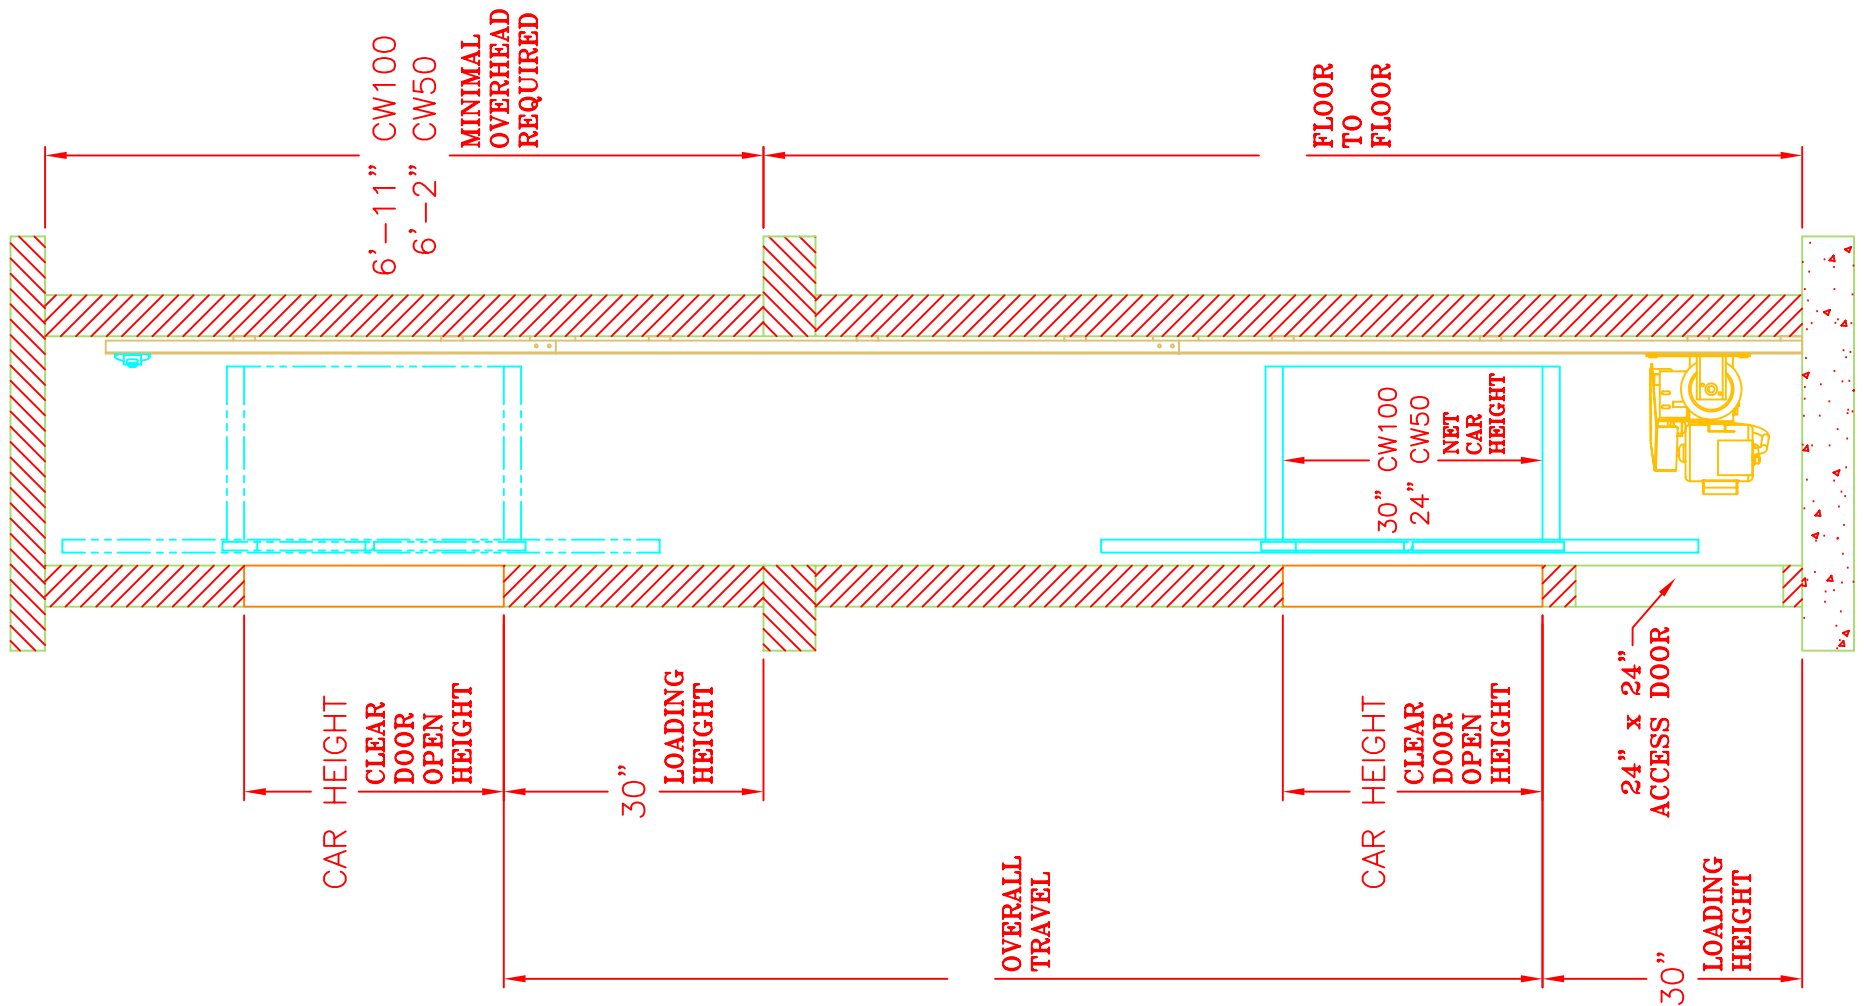 6'-11" CW100
6'-2" CW50
MINIMAL
OVERHEAD
REQUIRED
FLOOR
TO
FLOOR
30" CW100
24" CW50
NET
CAR
HEIGHT
CAR HEIGHT
CLEAR
DOOR
OPEN
HEIGHT
30"
LOADING
HEIGHT
CAR HEIGHT
CLEAR
DOOR
OPEN
HEIGHT
24" x 24"
ACCESS DOOR
OVERALL
TRAVEL
30"
LOADING
HEIGHT